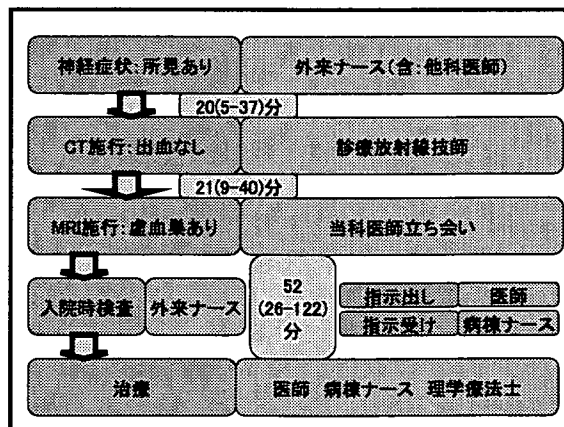 神経症状:所見あり 外来ナース(含:他科医師)
20(5-37)分
CT施行:出血なし 診療放射線技師
21(9-40)分
MRI施行:虚血巣あり 当科医師立ち会い
入院時検査 外来ナース
52
(26-122)
分
指示出し 医師
指示受け 病棟ナース
治療 医師 病棟ナース 理学療法士